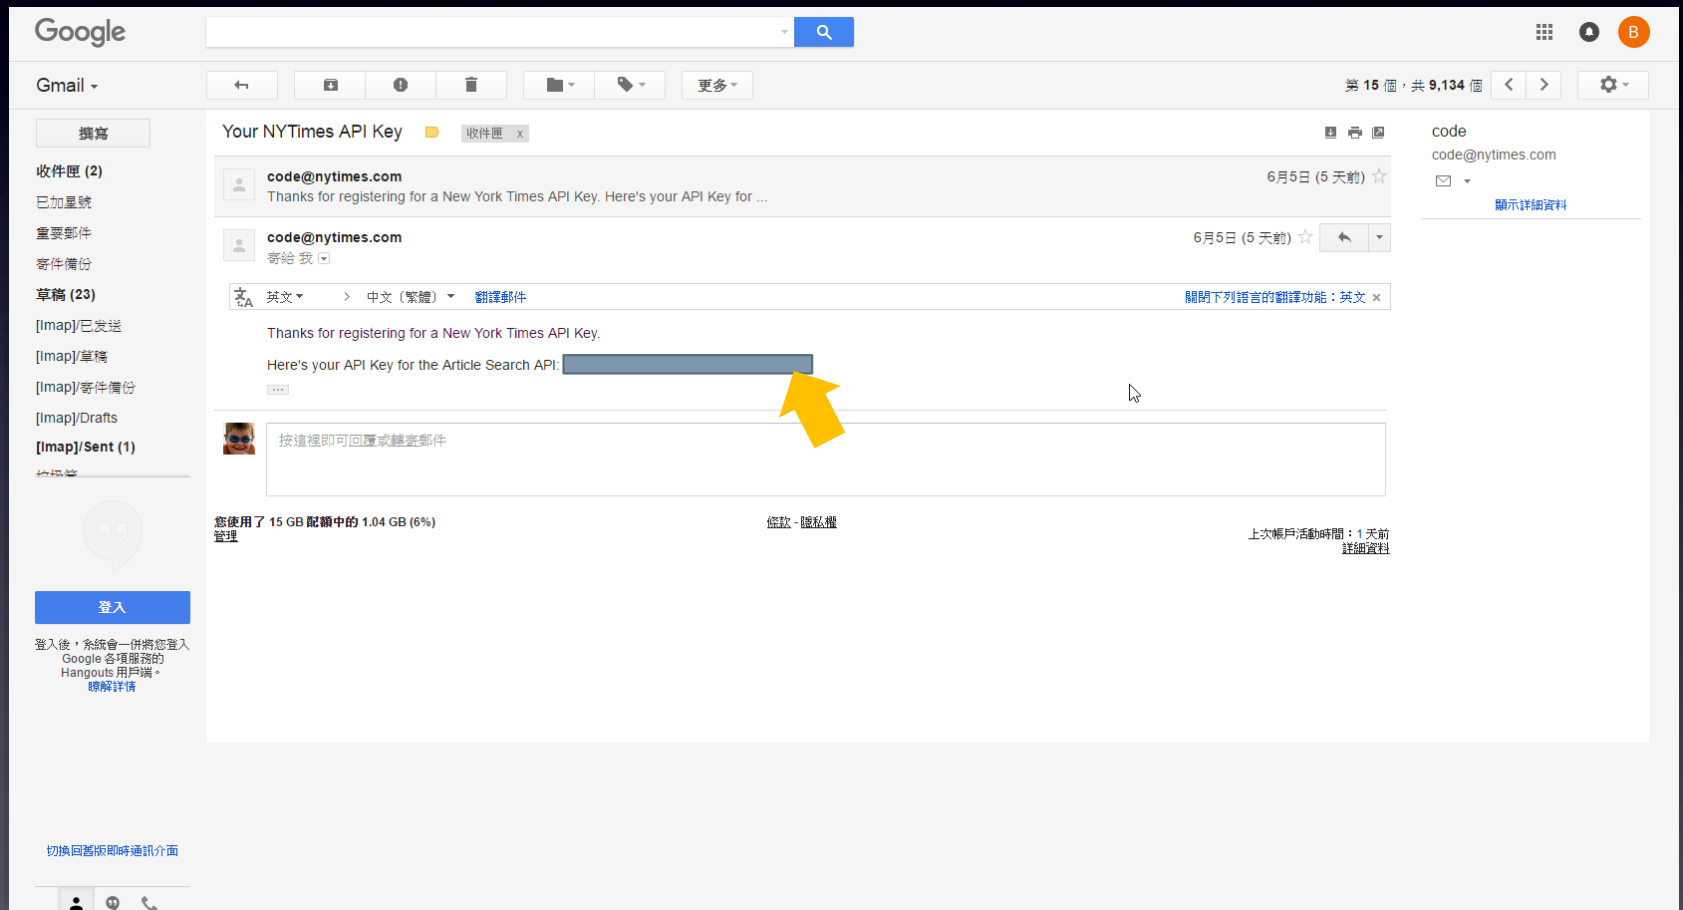 Google
B
Gmail
更多
第 15 個，共 9,134 個
撰寫
收件匣 (2)
已加星號
重要郵件
寄件備份
草稿 (23)
[Imap]/已发送
[Imap]/草稿
[Imap]/寄件備份
[Imap]/Drafts
[Imap]/Sent (1)
Your NYTimes API Key
收件匣 x
code@nytimes.com
6月5日 (5 天前)
Thanks for registering for a New York Times API Key. Here's your API Key for ...
code@nytimes.com
6月5日 (5 天前)
寄給 我
英文 > 中文（繁體） 翻譯郵件
關閉下列語言的翻譯功能：英文 ×
Thanks for registering for a New York Times API Key.
Here's your API Key for the Article Search API:
按這裡即可回覆或轉寄郵件
您使用了 15 GB 配額中的 1.04 GB (6%)
管理
條款 - 隱私權
上次帳戶活動時間：1 天前
詳細資料
code
code@nytimes.com
顯示詳細資料
登入
登入後，系統會一併將您登入
Google 各項服務的
Hangouts 用戶端。
瞭解詳情
切換回舊版即時通訊介面